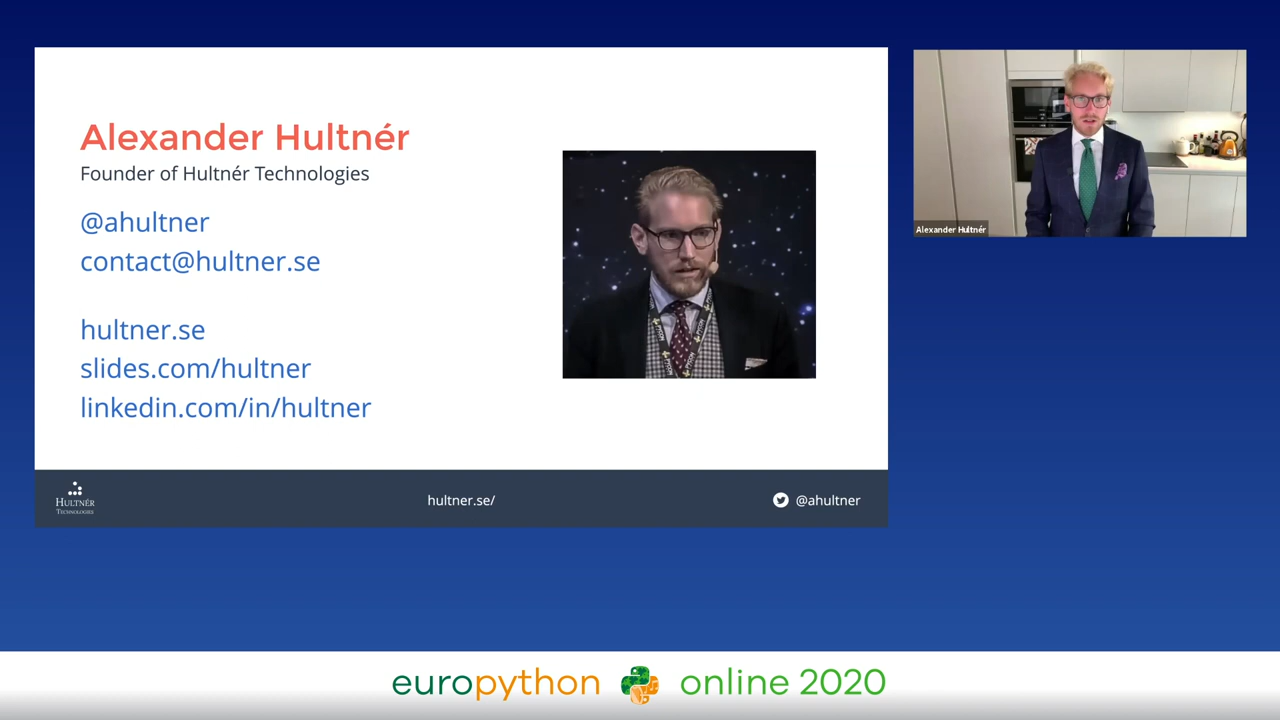 Alexander Hultnér
Founder of Hultnér Technologies
@ahultner
contact@hultner.se
hultner.se
slides.com/hultner
linkedin.com/in/hultner
HULTNÉR
TECHNOLOGIES
hultner.se/
@ahultner
Alexander Hultnér
europython online 2020